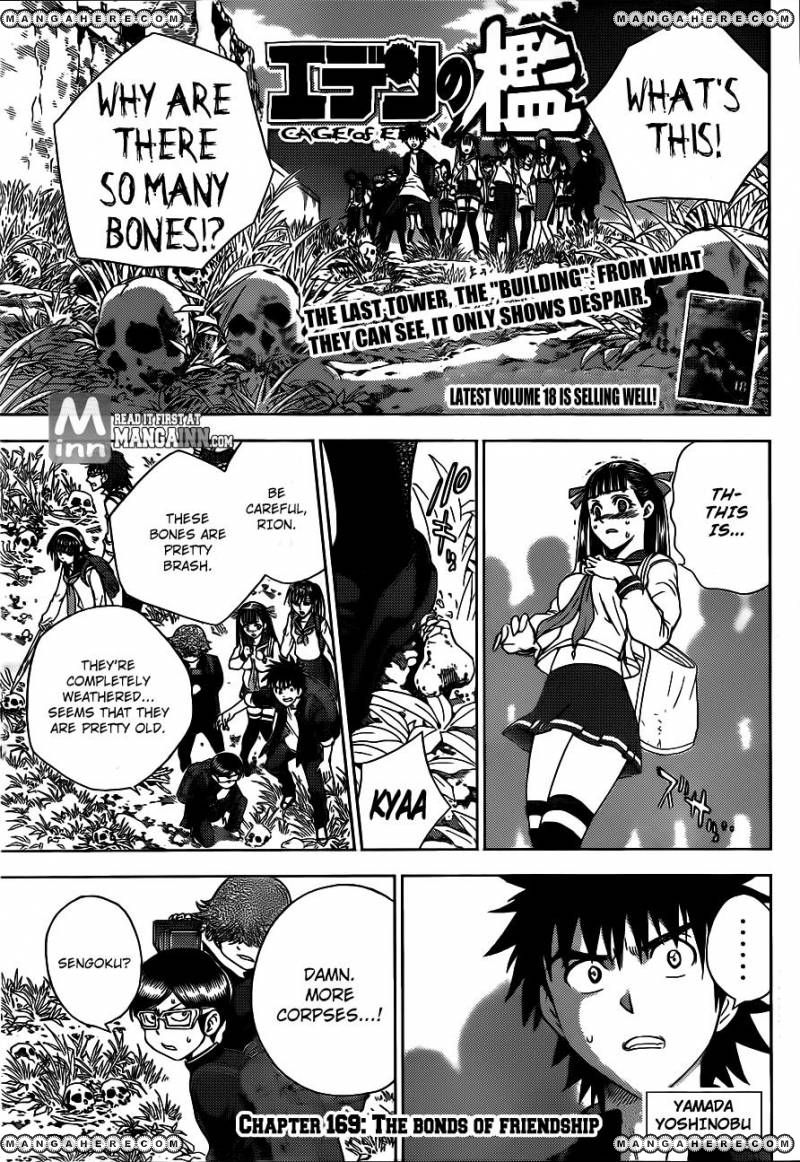 MANGAHERE.COM
MANGAHERE.COM
エデンの檻
CAGE of EDEN
WHAT'S
THIS!
WHY ARE
THERE
SO MANY
BONES!?
THE LAST TOWER, THE "BUILDING". FROM WHAT
THEY CAN SEE, IT ONLY SHOWS DESPAIR.
18
LATEST VOLUME 18 IS SELLING WELL!
M
inn
READ IT FIRST AT
MANGAINN.COM
TH-
THIS
IS...
BE
CAREFUL,
RION.
THESE
BONES ARE
PRETTY
BRASH.
KYAA
THEY'RE
COMPLETELY
WEATHERED...
SEEMS THAT THEY
ARE PRETTY OLD.
......
DAMN.
MORE
CORPSES...!
SENGOKU?
YAMADA
YOSHINOBU
CHAPTER 169: THE BONDS OF FRIENDSHIP
MANGAHERE.COM
MANGAHERE.COM